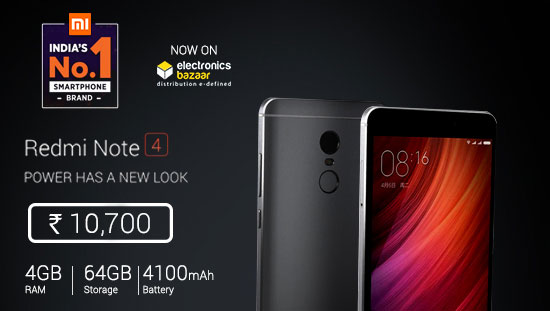 mi
INDIA'S
No.1
SMARTPHONE
BRAND
NOW ON
electronics
bazaar
distribution e-defined
Redmi Note 4
POWER HAS A NEW LOOK
₹ 10,700
4GB
RAM
64GB
Storage
4100mAh
Battery
08:16